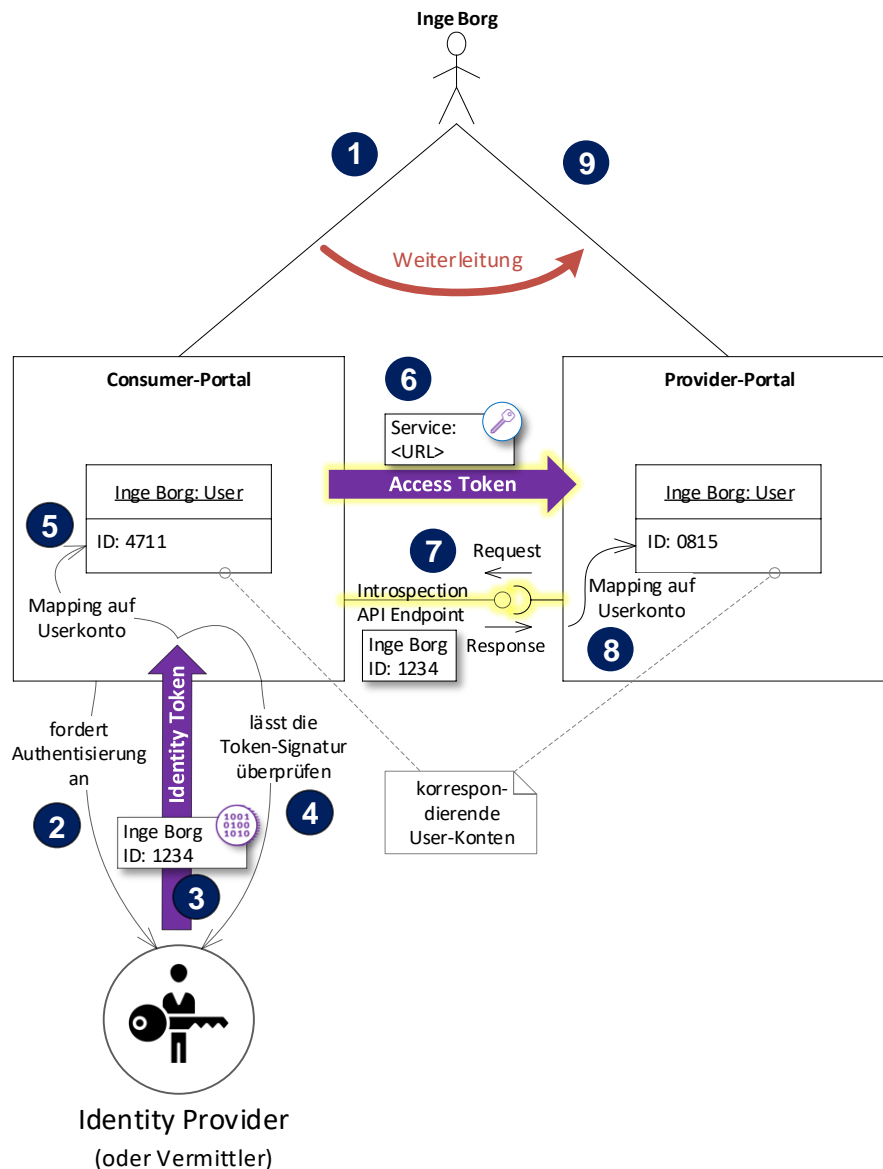 Inge Borg
1
9
Weiterleitung
Consumer-Portal
6
Provider-Portal
Service:
<URL>
Access Token
Inge Borg: User
ID: 4711
5
Inge Borg: User
ID: 0815
7
Request
Introspection
API Endpoint
Response
Inge Borg
ID: 1234
Mapping auf
Userkonto
8
Mapping auf
Userkonto
Identity Token
fordert
Authentisierung
an
2
lässt die
Token-Signatur
überprüfen
4
Inge Borg
ID: 1234
1001
0100
1010
3
korrespon-
dierende
User-Konten
Identity Provider
(oder Vermittler)